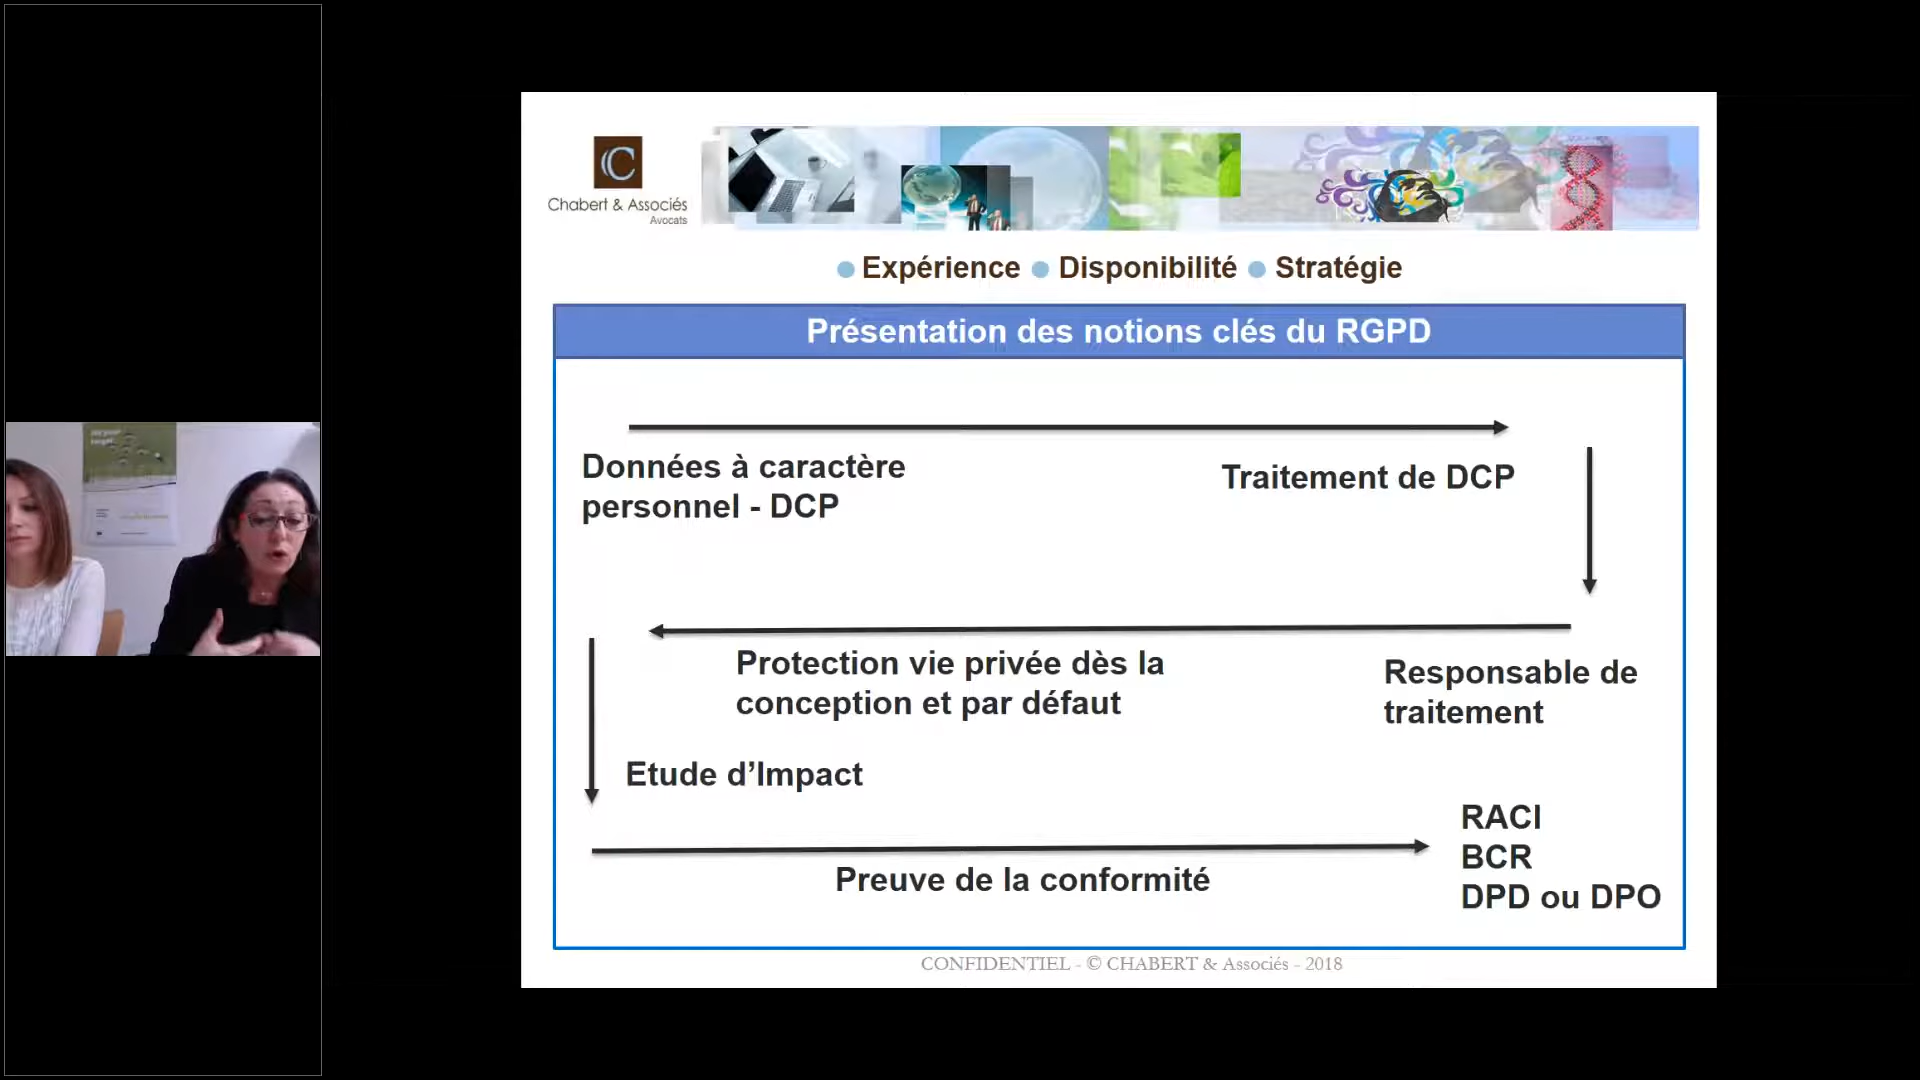 Chabert & Associés
Avocats
Expérience Disponibilité Stratégie
Présentation des notions clés du RGPD
Données à caractère
personnel - DCP
Traitement de DCP
Protection vie privée dès la
conception et par défaut
Responsable de
traitement
Etude d’Impact
RACI
BCR
DPD ou DPO
Preuve de la conformité
CONFIDENTIEL - © CHABERT & Associés - 2018